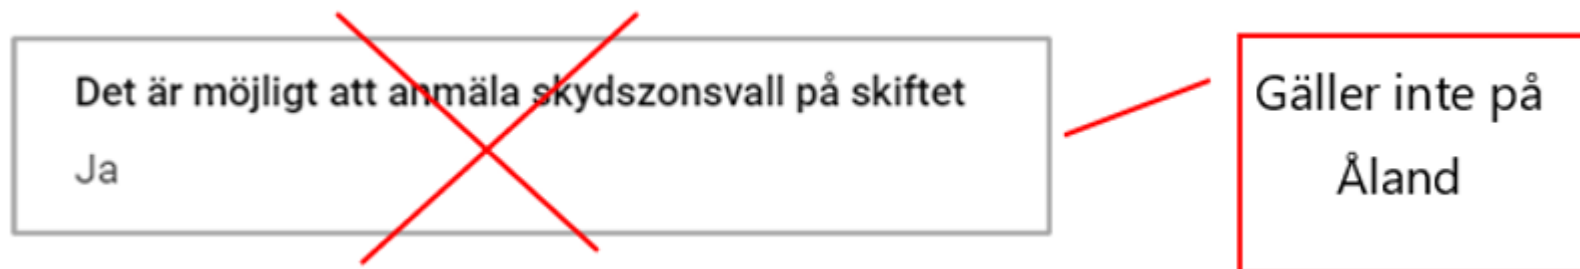 Det är möjligt att anmäla skydszonsvall på skiftet
Ja
Gäller inte på
Åland